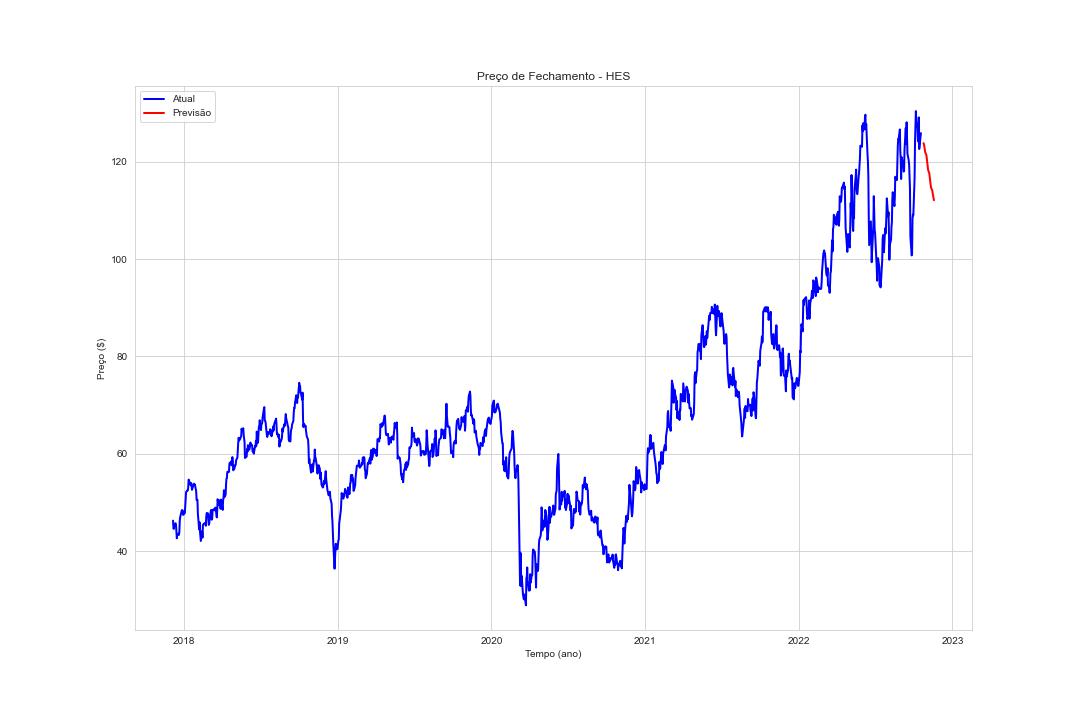 Preço de Fechamento - HES
Atual
Previsão
120
100
80
60
40
Preço ($)
2018 2019 2020 2021 2022 2023
Tempo (ano)